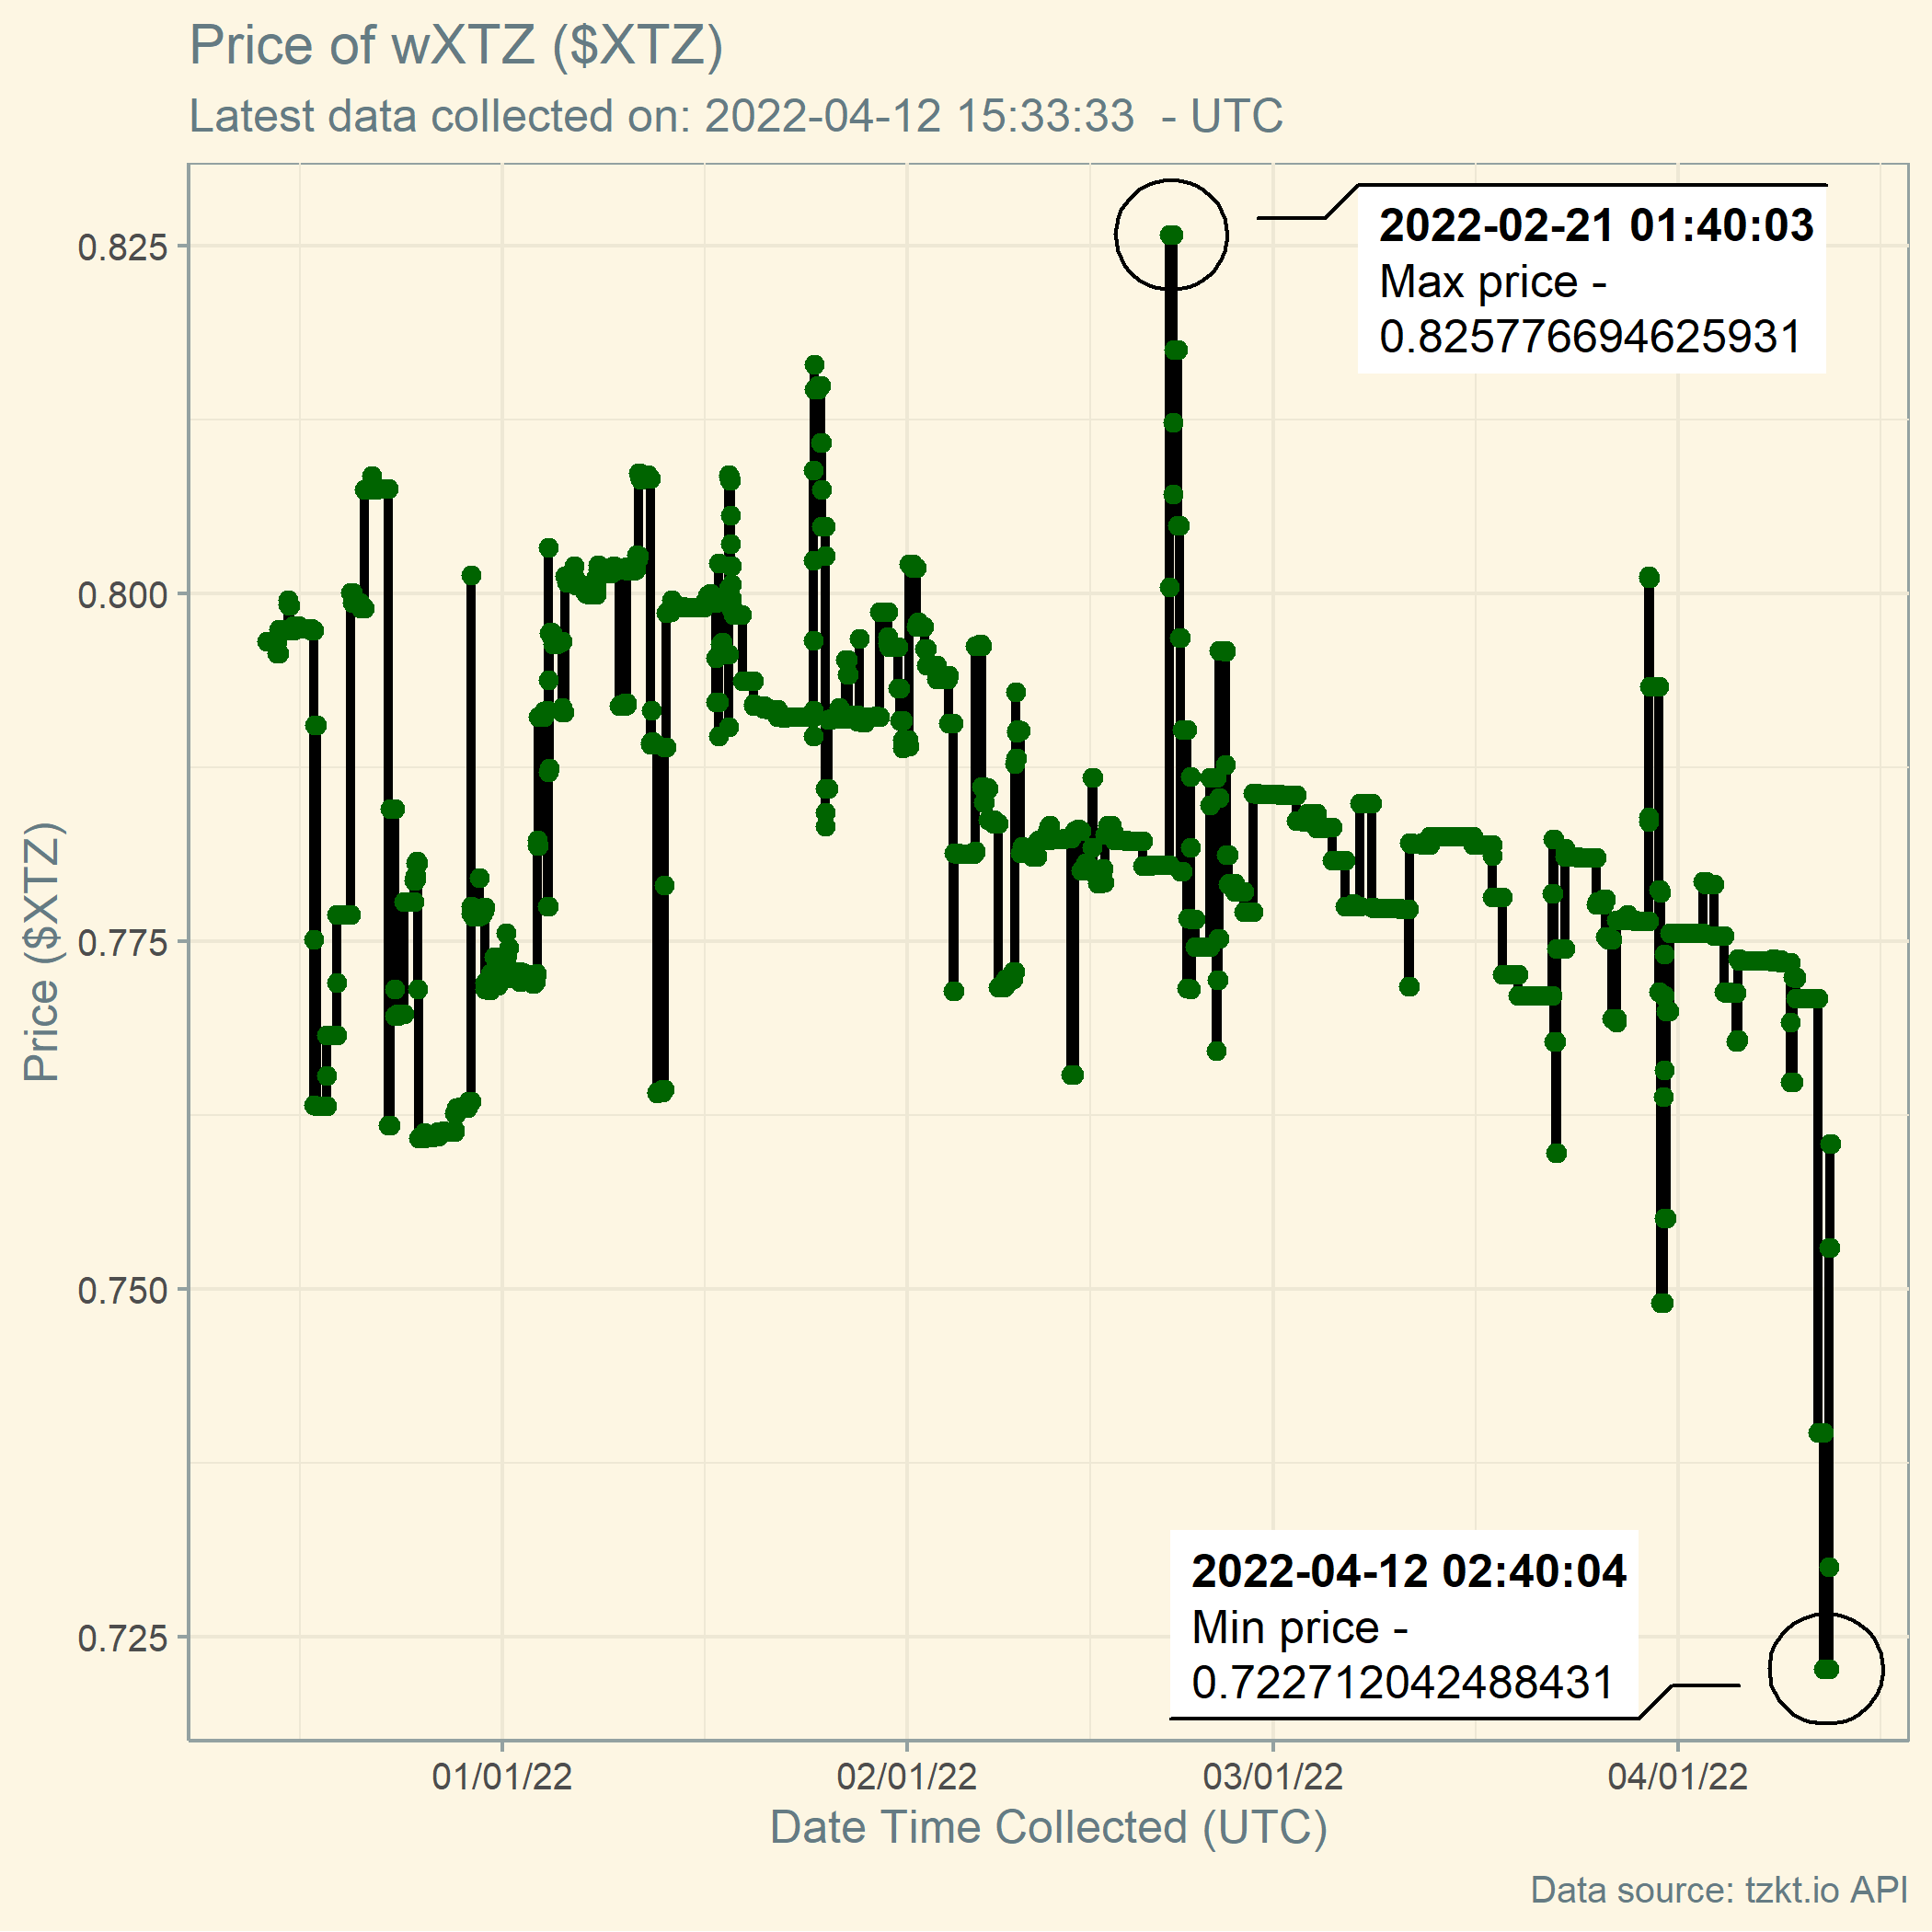 Price of wXTZ ($XTZ)
Latest data collected on: 2022-04-12 15:33:33  - UTC
2022-02-21 01:40:03
Max price -
0.825776694625931
0.825
0.800
0.775
0.750
0.725
Price ($XTZ)
2022-04-12 02:40:04
Min price -
0.722712042488431
01/01/22
02/01/22
03/01/22
04/01/22
Date Time Collected (UTC)
Data source: tzkt.io API